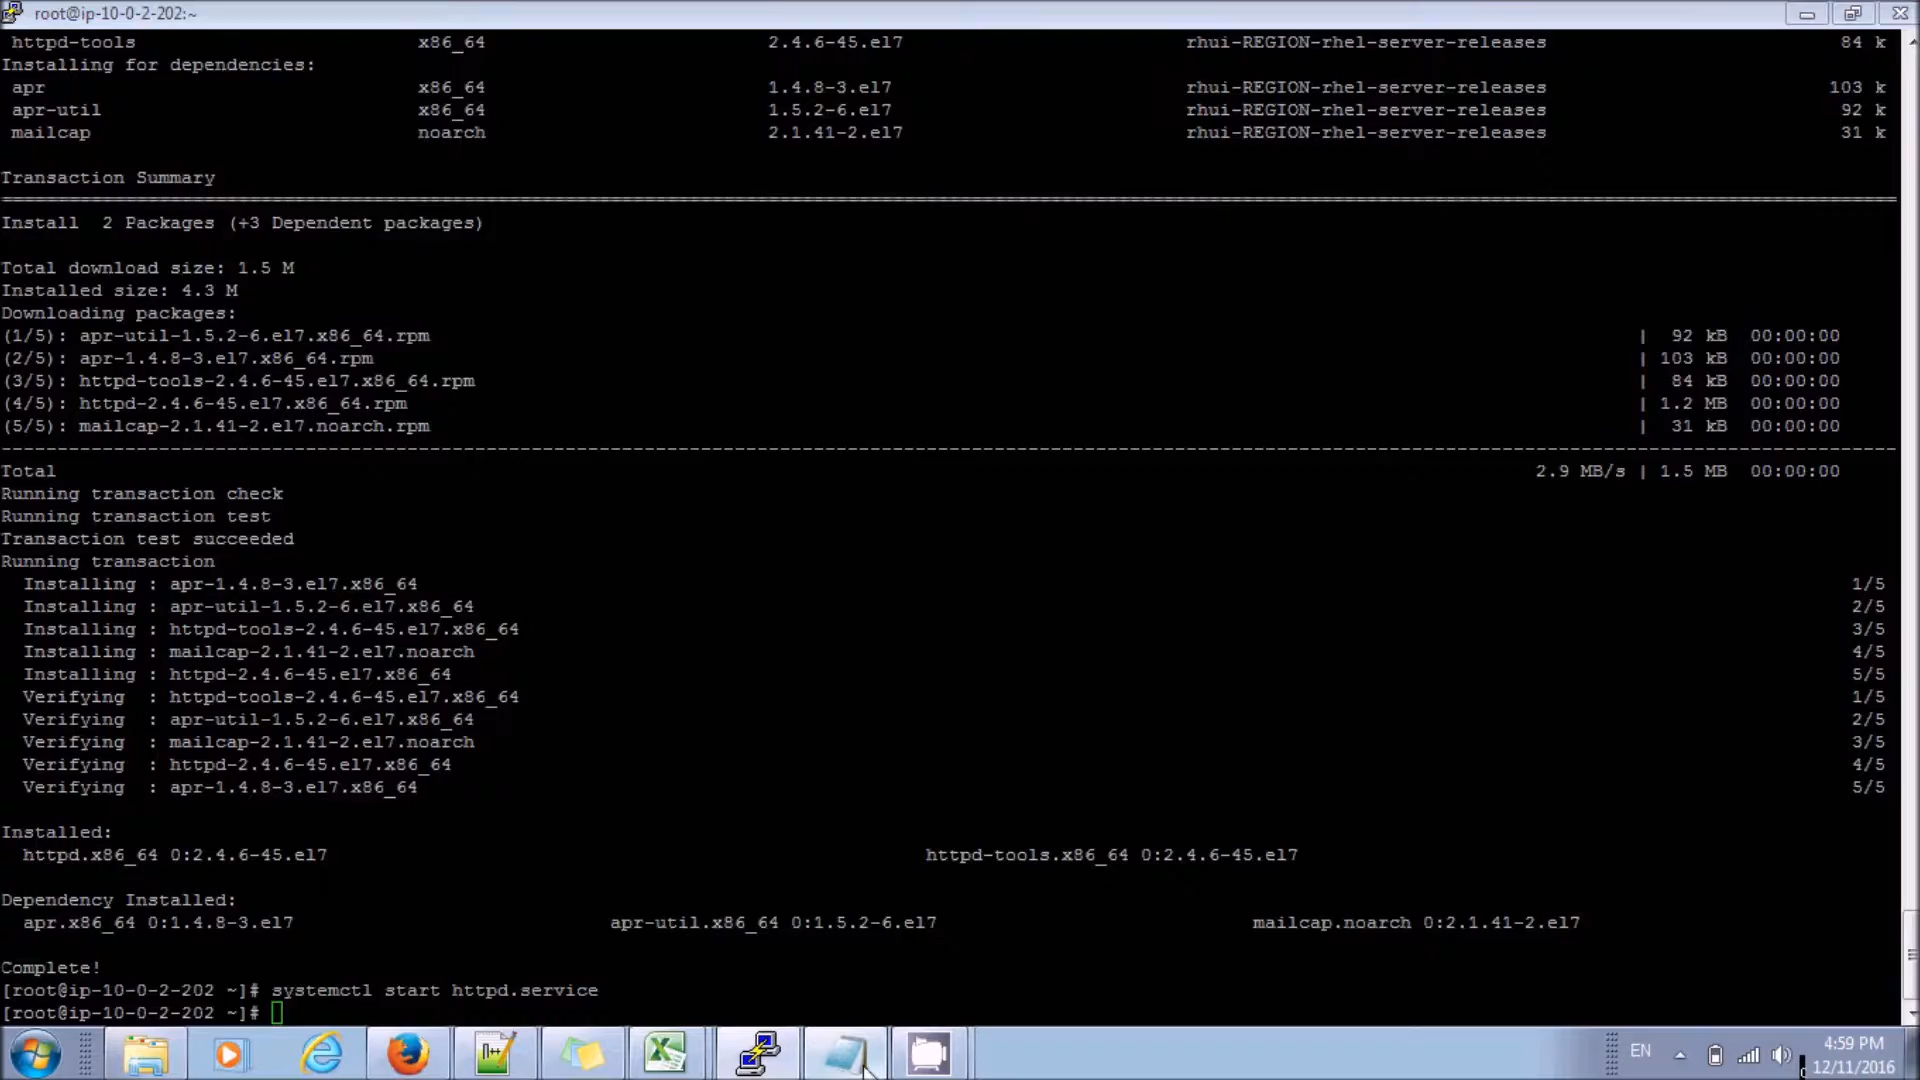 root@ip-10-0-2-202:~
httpd-tools x86_64 2.4.6-45.el7 rhui-REGION-rhel-server-releases 84 k
Installing for dependencies:
apr x86_64 1.4.8-3.el7 rhui-REGION-rhel-server-releases 103 k
apr-util x86_64 1.5.2-6.el7 rhui-REGION-rhel-server-releases 92 k
mailcap noarch 2.1.41-2.el7 rhui-REGION-rhel-server-releases 31 k
Transaction Summary
Install 2 Packages (+3 Dependent packages)
Total download size: 1.5 M
Installed size: 4.3 M
Downloading packages:
(1/5): apr-util-1.5.2-6.el7.x86_64.rpm | 92 kB 00:00:00
(2/5): apr-1.4.8-3.el7.x86_64.rpm | 103 kB 00:00:00
(3/5): httpd-tools-2.4.6-45.el7.x86_64.rpm | 84 kB 00:00:00
(4/5): httpd-2.4.6-45.el7.x86_64.rpm | 1.2 MB 00:00:00
(5/5): mailcap-2.1.41-2.el7.noarch.rpm | 31 kB 00:00:00
Total 2.9 MB/s | 1.5 MB 00:00:00
Running transaction check
Running transaction test
Transaction test succeeded
Running transaction
Installing : apr-1.4.8-3.el7.x86_64 1/5
Installing : apr-util-1.5.2-6.el7.x86_64 2/5
Installing : httpd-tools-2.4.6-45.el7.x86_64 3/5
Installing : mailcap-2.1.41-2.el7.noarch 4/5
Installing : httpd-2.4.6-45.el7.x86_64 5/5
Verifying : httpd-tools-2.4.6-45.el7.x86_64 1/5
Verifying : apr-util-1.5.2-6.el7.x86_64 2/5
Verifying : mailcap-2.1.41-2.el7.noarch 3/5
Verifying : httpd-2.4.6-45.el7.x86_64 4/5
Verifying : apr-1.4.8-3.el7.x86_64 5/5
Installed:
httpd.x86_64 0:2.4.6-45.el7 httpd-tools.x86_64 0:2.4.6-45.el7
Dependency Installed:
apr.x86_64 0:1.4.8-3.el7 apr-util.x86_64 0:1.5.2-6.el7 mailcap.noarch 0:2.1.41-2.el7
Complete!
[root@ip-10-0-2-202 ~]# systemctl start httpd.service
[root@ip-10-0-2-202 ~]#
EN 4:59 PM
12/11/2016